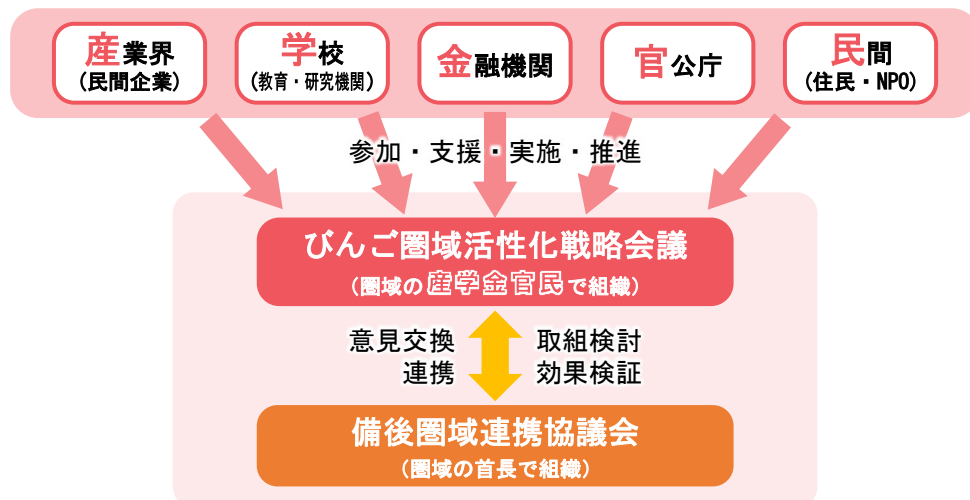 産業界
(民間企業)
学校
(教育・研究機関)
金融機関
官公庁
民間
(住民・NPO)
参加・支援・実施・推進
びんご圏域活性化戦略会議
(圏域の産学金官民で組織)
意見交換
連携
取組検討
効果検証
備後圏域連携協議会
(圏域の首長で組織)